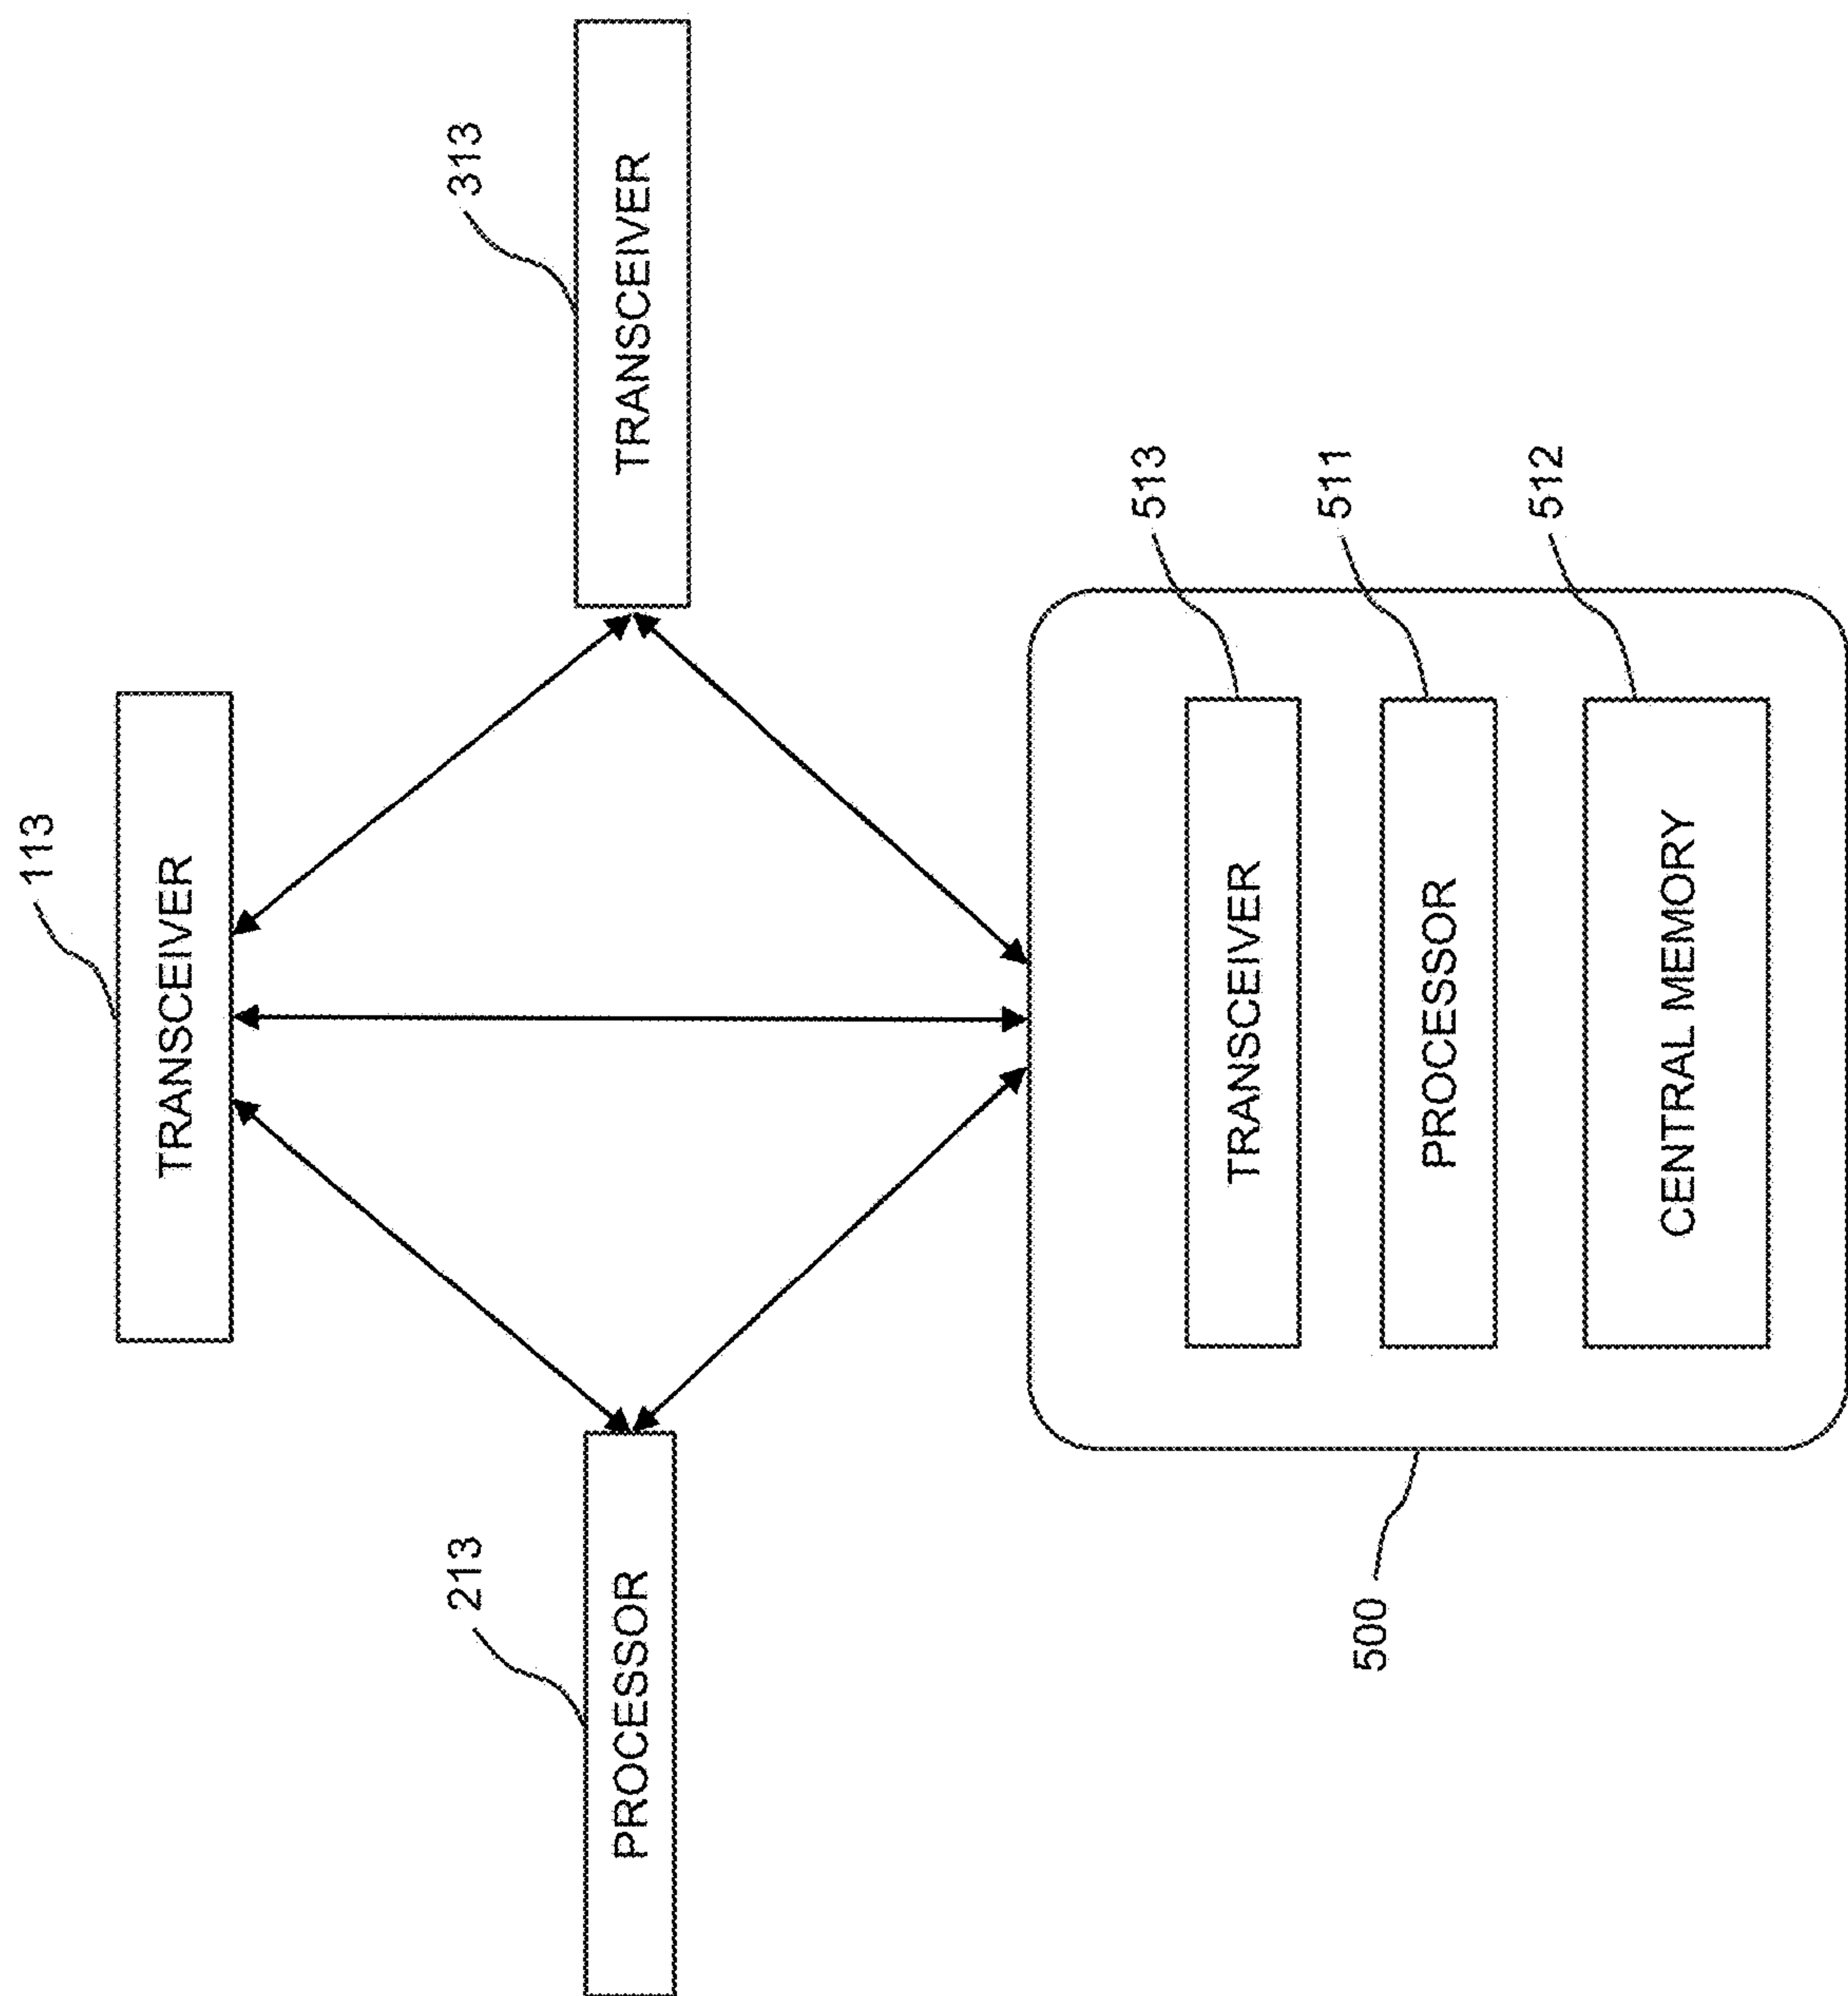 113
TRANSCEIVER
213
PROCESSOR
313
TRANSCEIVER
500
513
TRANSCEIVER
511
PROCESSOR
512
CENTRAL MEMORY